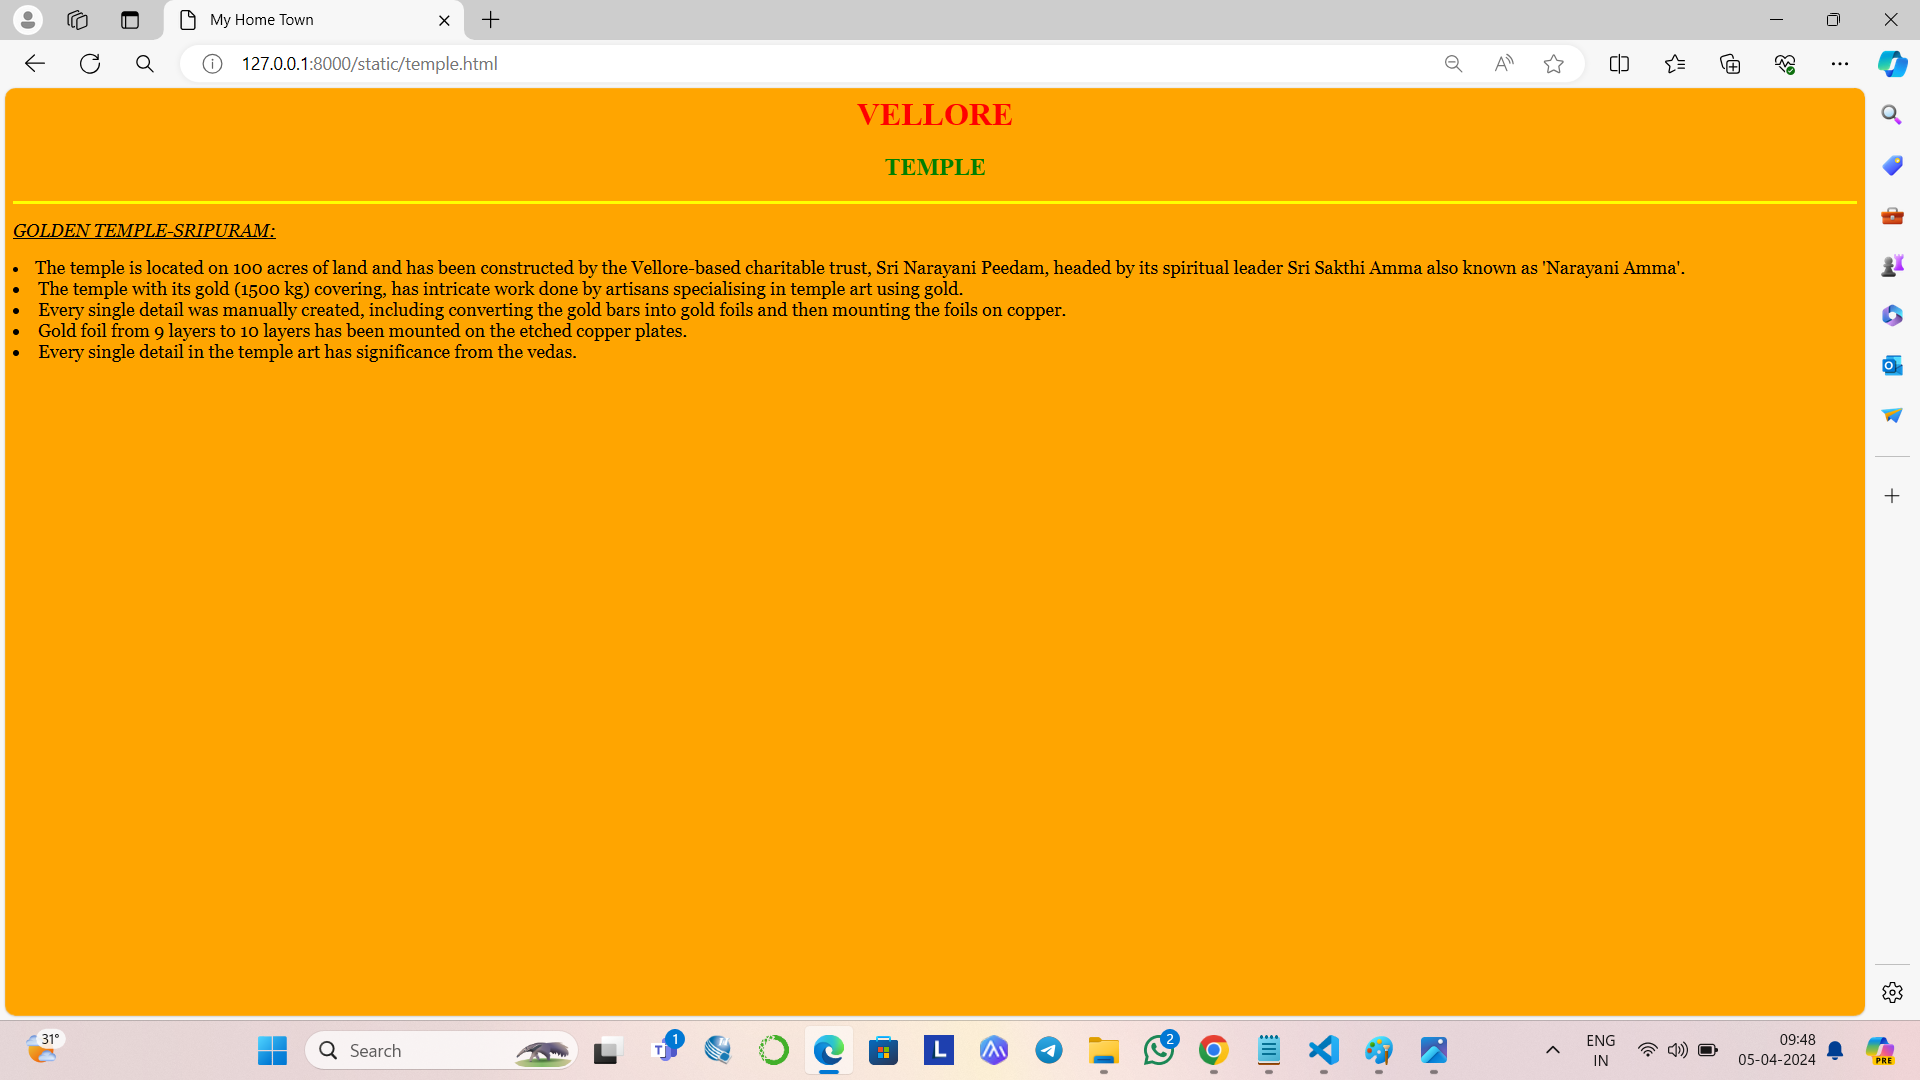 My Home Town
127.0.0.1:8000/static/temple.html
VELLORE
TEMPLE
GOLDEN TEMPLE-SRIPURAM:
• The temple is located on 100 acres of land and has been constructed by the Vellore-based charitable trust, Sri Narayani Peedam, headed by its spiritual leader Sri Sakthi Amma also known as 'Narayani Amma'.
• The temple with its gold (1500 kg) covering, has intricate work done by artisans specialising in temple art using gold.
• Every single detail was manually created, including converting the gold bars into gold foils and then mounting the foils on copper.
• Gold foil from 9 layers to 10 layers has been mounted on the etched copper plates.
• Every single detail in the temple art has significance from the vedas.
31°
Search
1
L
2
ENG
IN
09:48
05-04-2024
PRE